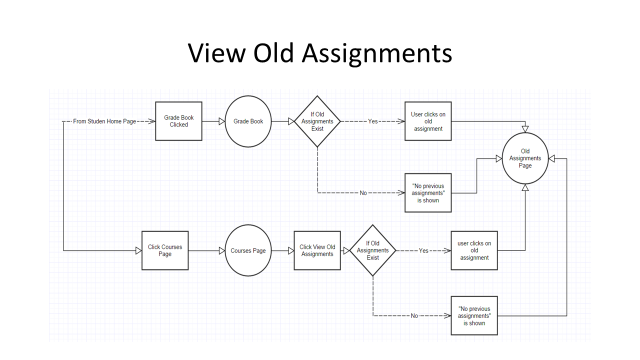 View Old Assignments
From Studen Home Page
Grade Book
Clicked
Grade Book
If Old
Assignments
Exist
Yes
User clicks on
old
assignment
Old
Assignments
Page
No
"No previous
assignments"
is shown
Click Courses
Page
Courses Page
Click View Old
Assignments
If Old
Assignments
Exist
Yes
user clicks on
old
assignment
No
"No previous
assignments"
is shown